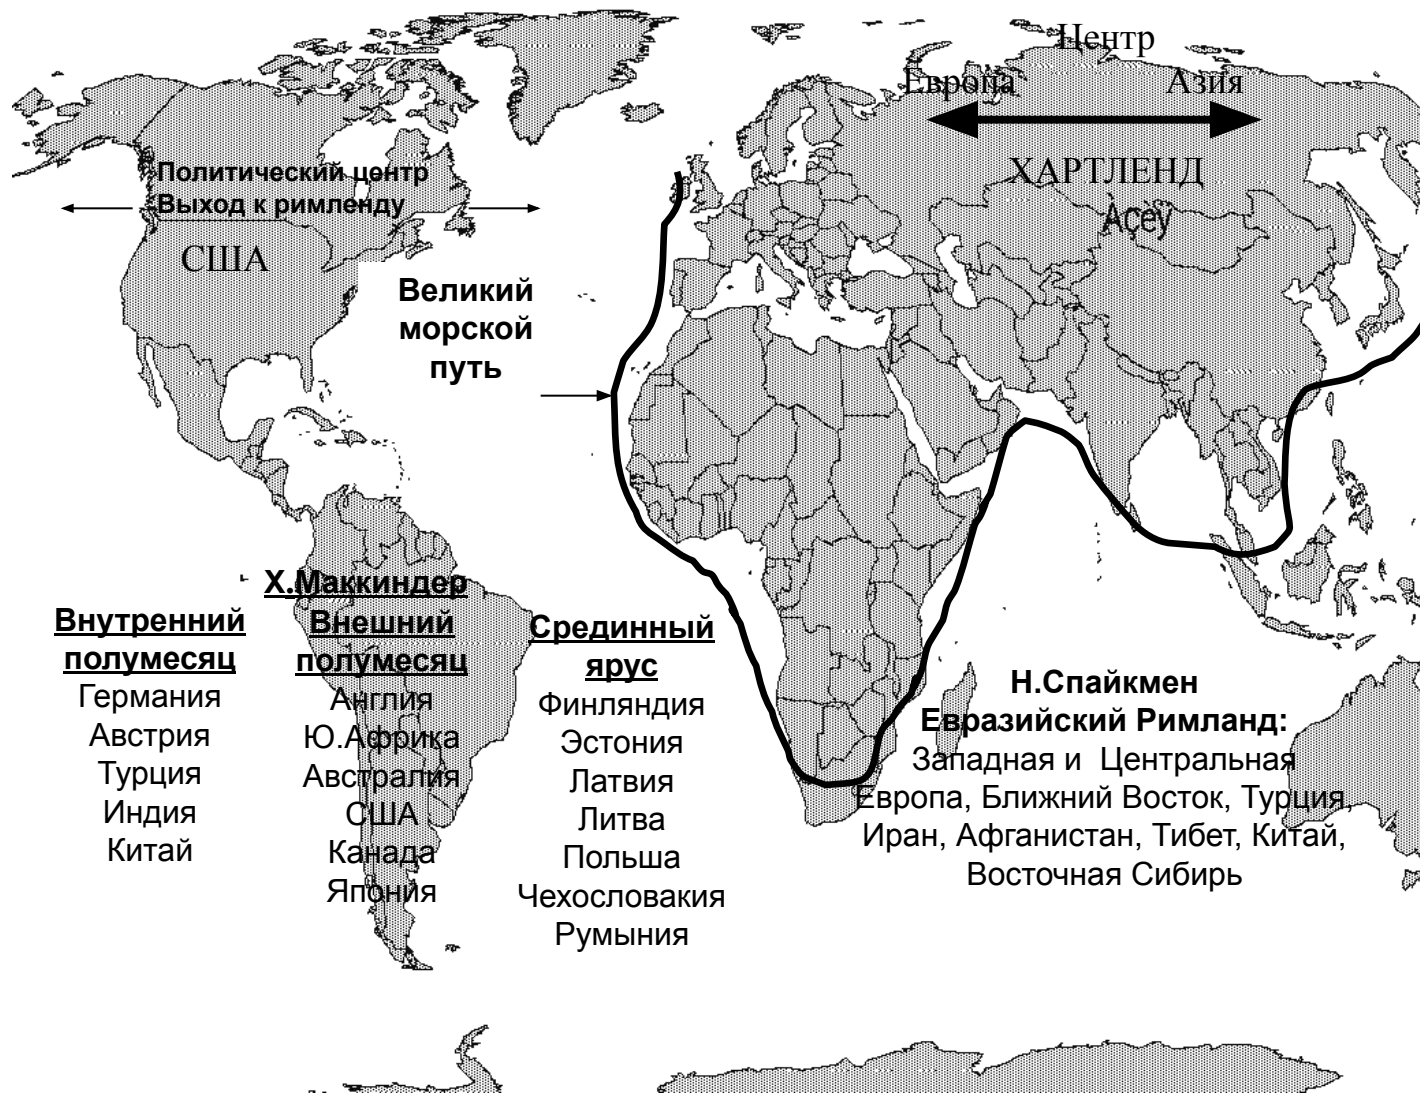 Центр
Европа Азия
ХАРТЛЕНД
Açeý
Политический центр
Выход к римленду
США
Великий
морской
путь
Х.Маккиндер
Внутренний
полумесяц
Германия
Австрия
Турция
Индия
Китай
Внешний
полумесяц
Англия
Ю.Африка
Австралия
США
Канада
Япония
Срединный
ярус
Финляндия
Эстония
Латвия
Литва
Польша
Чехословакия
Румыния
Н.Спайкмен
Евразийский Римланд:
Западная и Центральная
Европа, Ближний Восток, Турция,
Иран, Афганистан, Тибет, Китай,
Восточная Сибирь